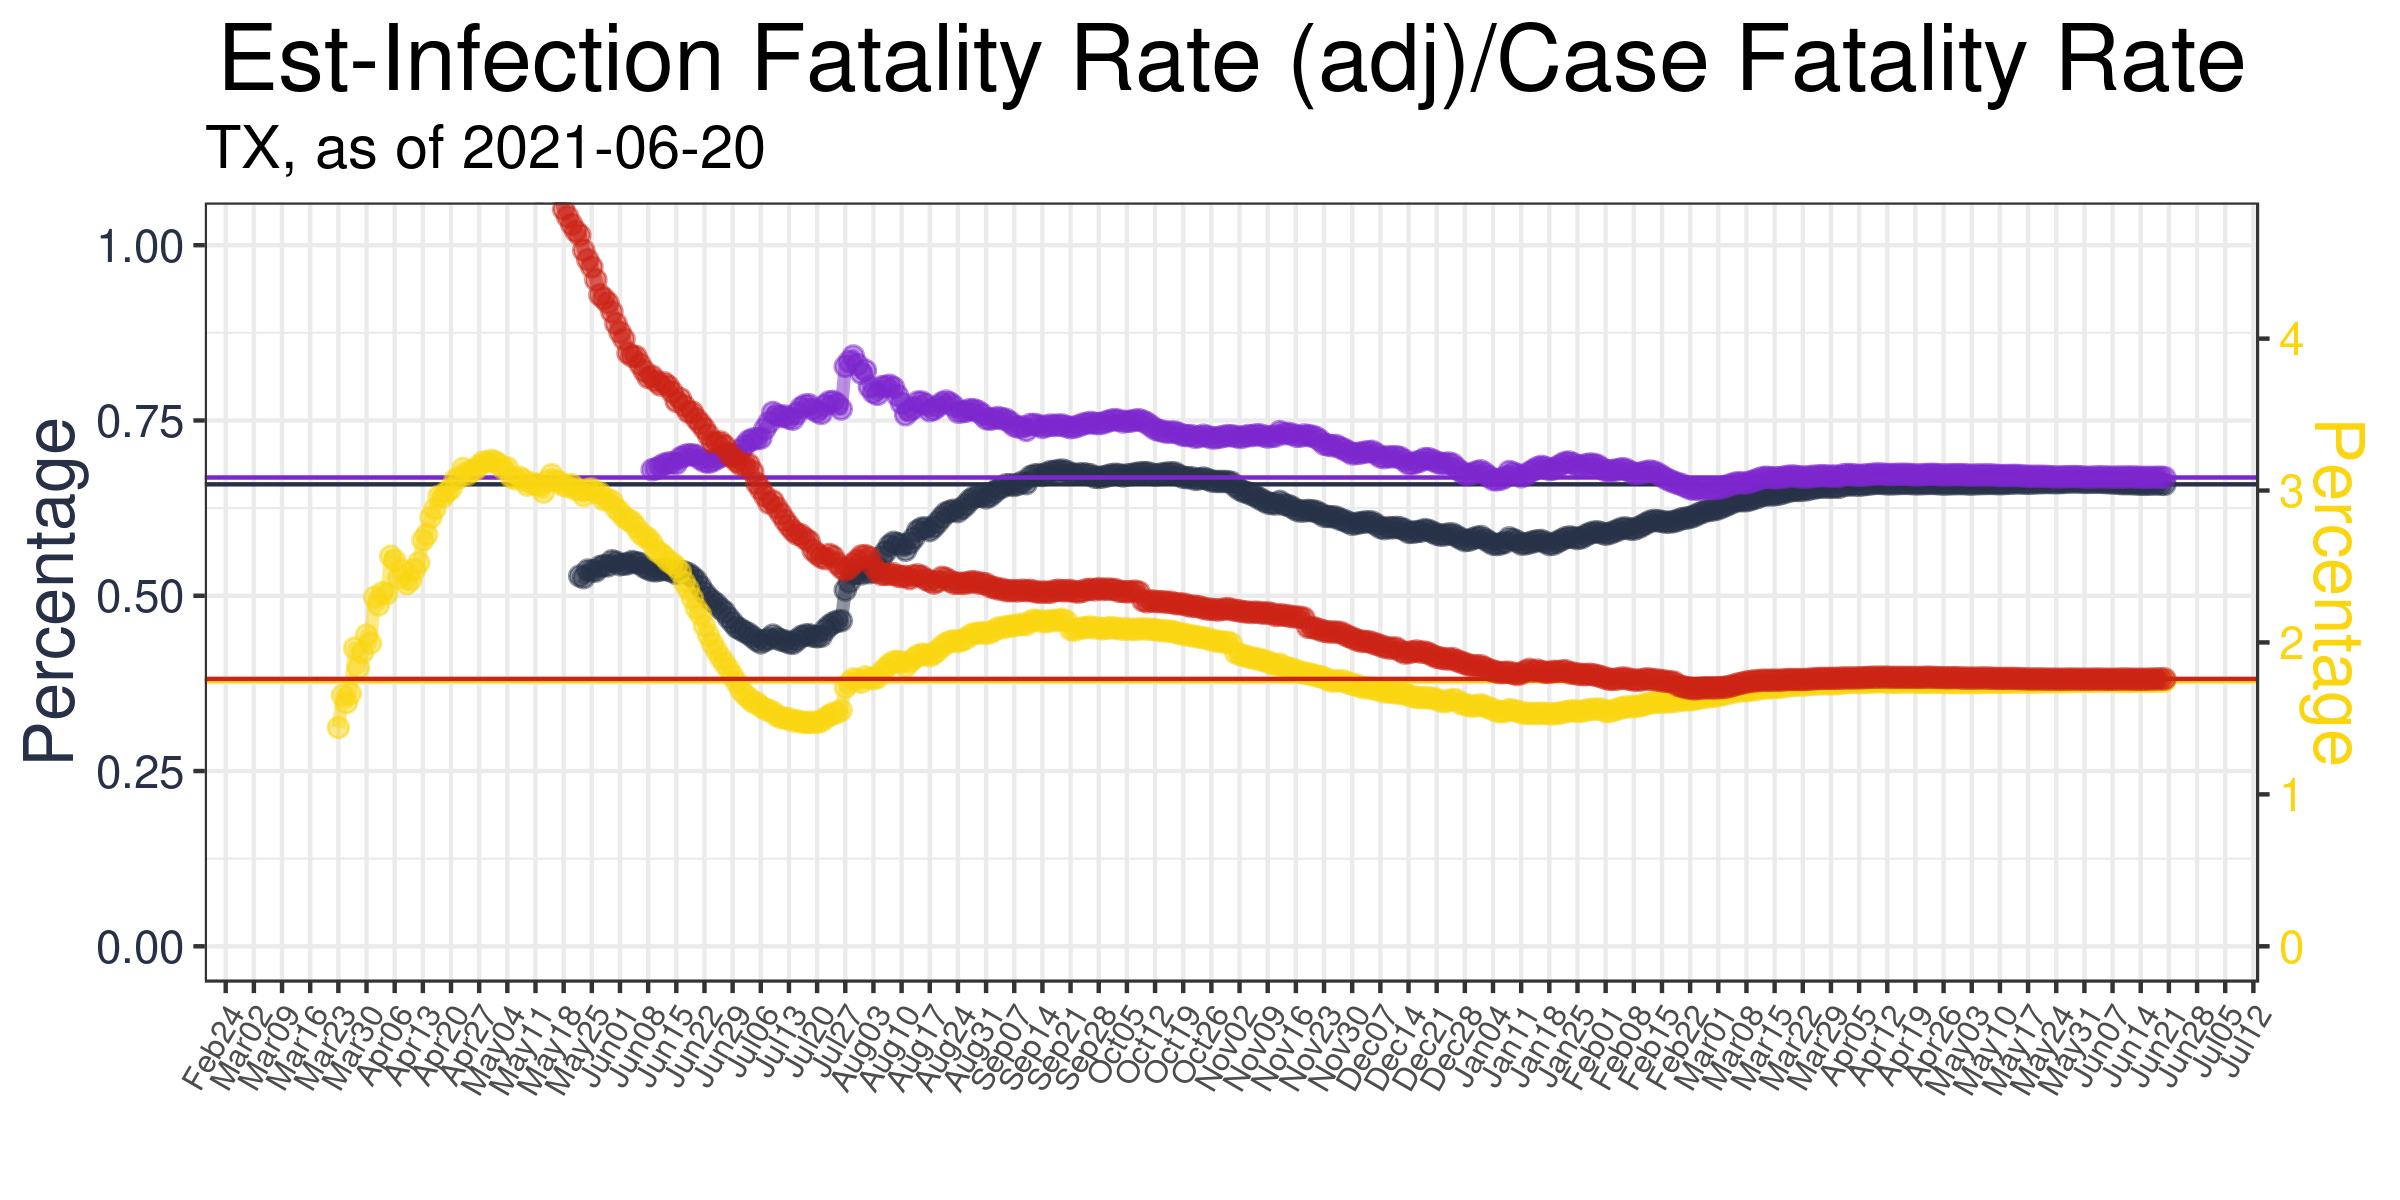 Est-Infection Fatality Rate (adj)/Case Fatality Rate
TX, as of 2021-06-20
Percentage
1.00
0.75
0.50
0.25
0.00
4
3
2
1
0
Percentage
Feb24
Mar02
Mar09
Mar16
Mar23
Mar30
Apr06
Apr13
Apr20
Apr27
May04
May11
May18
May25
Jun01
Jun08
Jun15
Jun22
Jun29
Jul06
Jul13
Jul20
Jul27
Aug03
Aug10
Aug17
Aug24
Aug31
Sep07
Sep14
Sep21
Sep28
Oct05
Oct12
Oct19
Oct26
Nov02
Nov09
Nov16
Nov23
Nov30
Dec07
Dec14
Dec21
Dec28
Jan04
Jan11
Jan18
Jan25
Feb01
Feb08
Feb15
Feb22
Mar01
Mar08
Mar15
Mar22
Mar29
Apr05
Apr12
Apr19
Apr26
May03
May10
May17
May24
May31
Jun07
Jun14
Jun21
Jun28
Jul05
Jul12